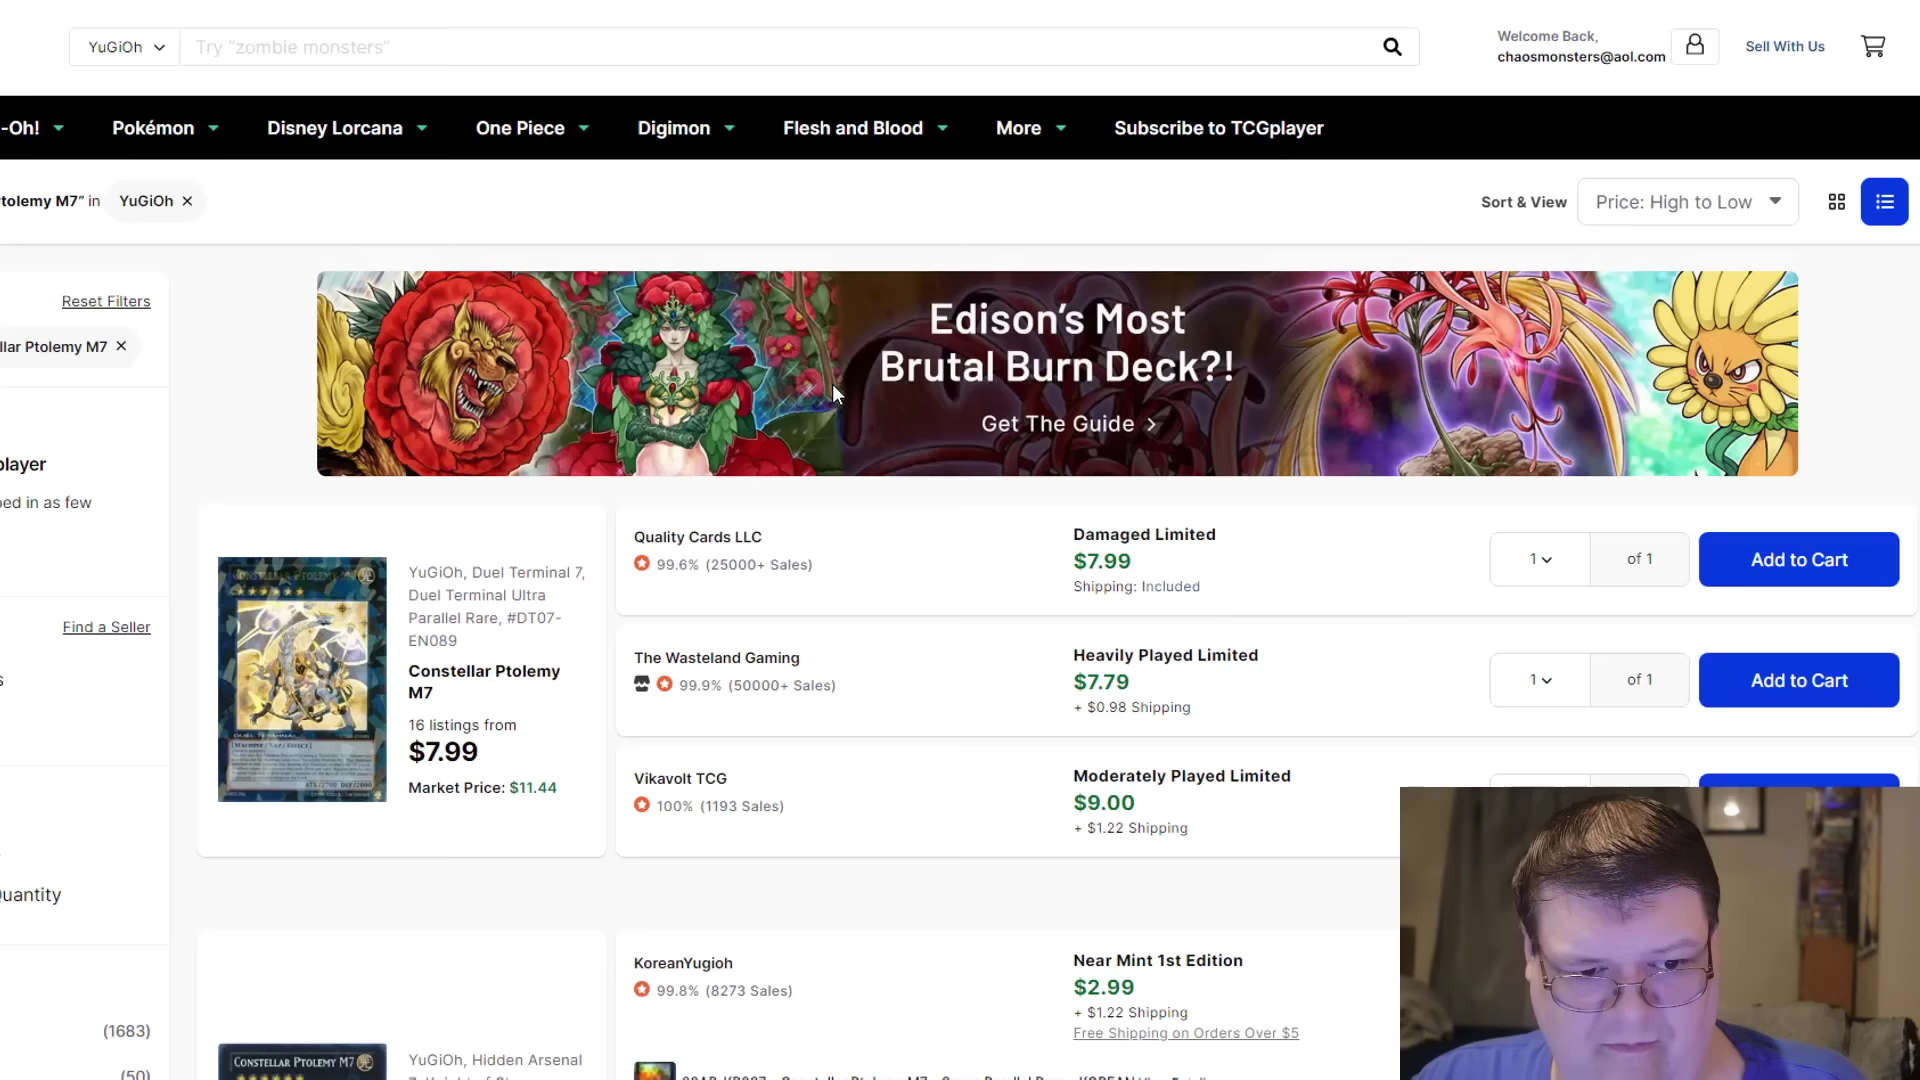 YuGiOh
Try "zombie monsters"
Welcome Back,
chaosmonsters@aol.com
Sell With Us
-Oh!
Pokémon
Disney Lorcana
One Piece
Digimon
Flesh and Blood
More
Subscribe to TCGplayer
tolemy M7" in
YuGiOh ×
Sort & View
Price: High to Low
Reset Filters
llar Ptolemy M7 ×
player
ped in as few
Find a Seller
s
Quantity
(1683)
(50)
Edison's Most
Brutal Burn Deck?!
Get The Guide >
CONSTELLAR PTOLEMY M7
YuGiOh, Duel Terminal 7,
Duel Terminal Ultra
Parallel Rare, #DT07-
EN089
Constellar Ptolemy
M7
16 listings from
$7.99
Market Price: $11.44
Quality Cards LLC
99.6% (25000+ Sales)
Damaged Limited
$7.99
Shipping: Included
1
of 1
Add to Cart
The Wasteland Gaming
99.9% (50000+ Sales)
Heavily Played Limited
$7.79
+ $0.98 Shipping
1
of 1
Add to Cart
Vikavolt TCG
100% (1193 Sales)
Moderately Played Limited
$9.00
+ $1.22 Shipping
KoreanYugioh
99.8% (8273 Sales)
Near Mint 1st Edition
$2.99
+ $1.22 Shipping
Free Shipping on Orders Over $5
CONSTELLAR PTOLEMY M7
YuGiOh, Hidden Arsenal